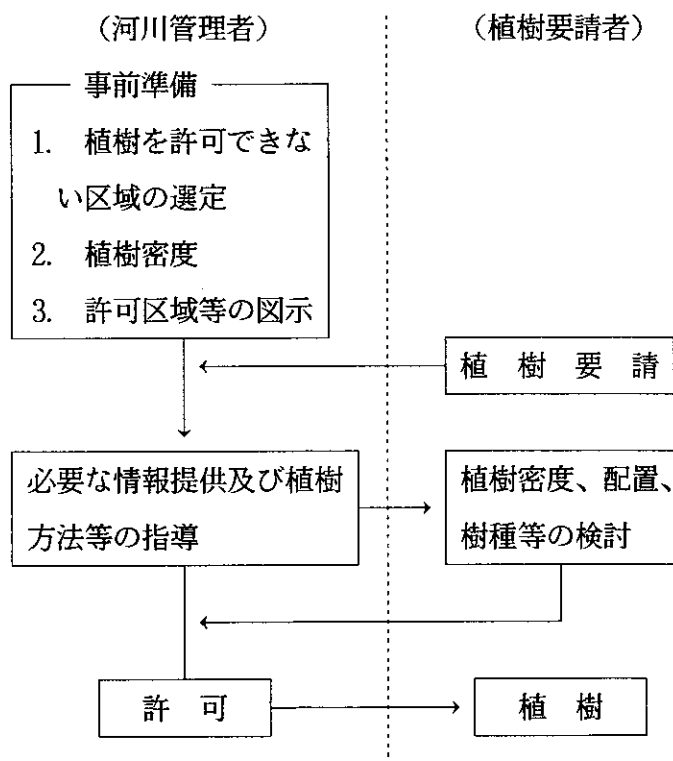 （河川管理者）
（植樹要請者）
事前準備
1. 植樹を許可できな
い区域の選定
2. 植樹密度
3. 許可区域等の図示
植 樹 要 請
必要な情報提供及び植樹
方法等の指導
植樹密度、配置、
樹種等の検討
許 可
植 樹